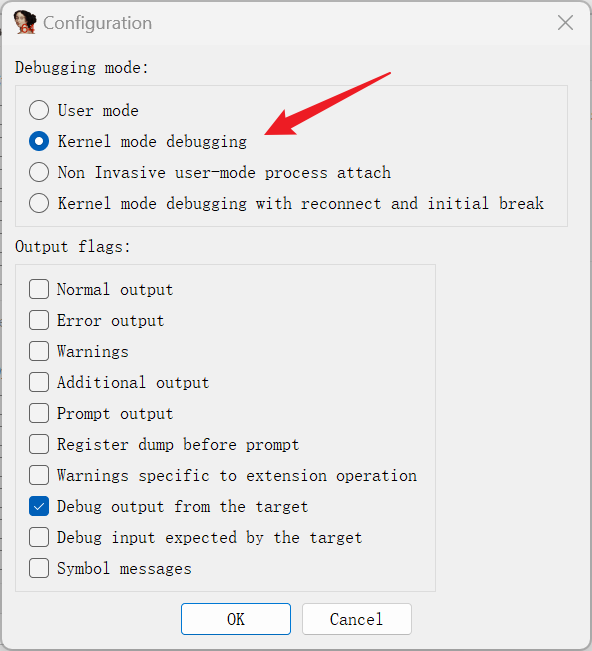 Configuration
Debugging mode:
User mode
Kernel mode debugging
Non Invasive user-mode process attach
Kernel mode debugging with reconnect and initial break
Output flags:
Normal output
Error output
Warnings
Additional output
Prompt output
Register dump before prompt
Warnings specific to extension operation
Debug output from the target
Debug input expected by the target
Symbol messages
OK Cancel